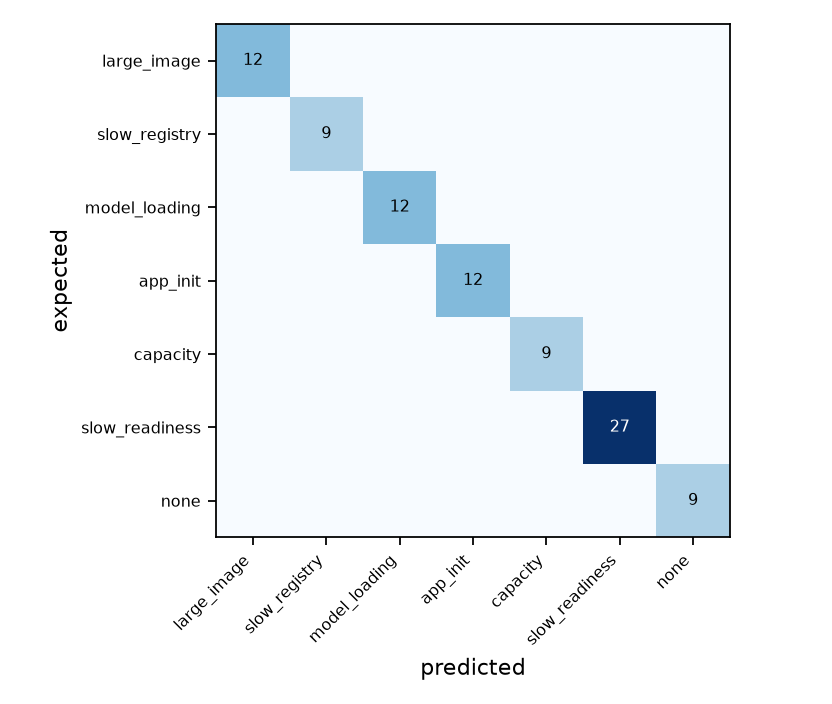 large_image
slow_registry
model_loading
app_init
capacity
slow_readiness
none
expected
12
9
12
12
9
27
9
large_image
slow_registry
model_loading
app_init
capacity
slow_readiness
none
predicted